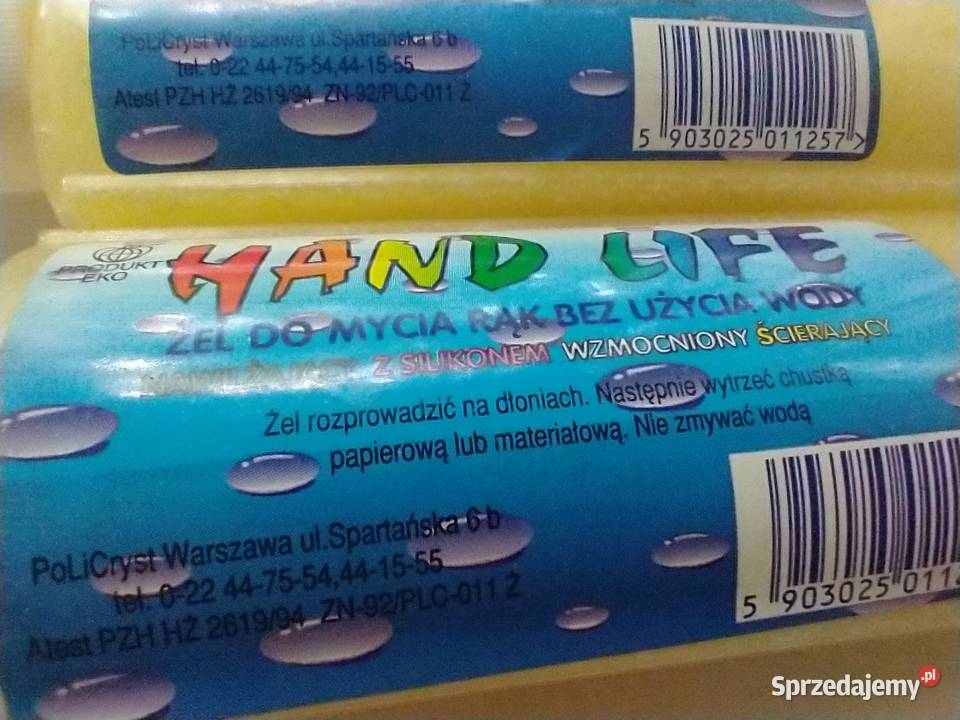 PoLiCryst Warszawa ul.Spartańska 6 b
tel. 0-22 44-75-54,44-15-55
Atest PZH HŻ 2619/94 ZN-92/PLC-011 Ż
5 903025 011257 >
PRODUKT
EKO
HAND LIFE
ŻEL DO MYCIA RĄK BEZ UŻYCIA WODY
Z SILIKONEM WZMOCNIONY ŚCIERAJĄCY
Żel rozprowadzić na dłoniach. Następnie wytrzeć chustką
papierową lub materiałową. Nie zmywać wodą
PoLiCryst Warszawa ul.Spartańska 6 b
tel. 0-22 44-75-54,44-15-55
Atest PZH HŻ 2619/94 ZN-92/PLC-011 Ż
5 903025 011
Sprzedajemy.pl